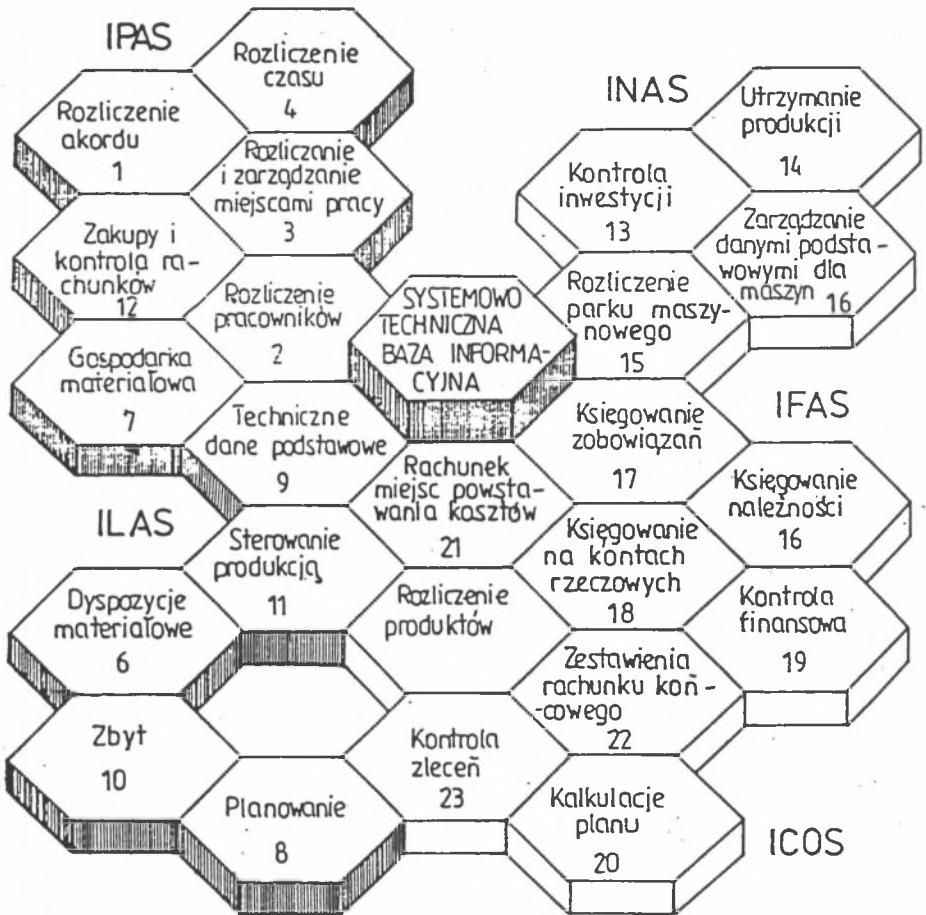 IPAS
Rozliczenie
czasu
4
Rozliczenie
akordu
1
Rozliczanie
i zarządzanie
miejscami pracy
3
Zakupy i
kontrola ra-
chunków
12
Rozliczenie
pracowników
2
Gospodarka
materiałowa
7
Techniczne
dane podstawowe
9
SYSTEMOWO
TECHNICZNA
BAZA INFORMA-
CYJNA
INAS
Utrzymanie
produkcji
14
Kontrola
inwestycji
13
Zarządzanie
danymi podsta-
wowymi dla
maszyn
16
Rozliczenie
parku maszy-
nowego
15
IFAS
Księgowanie
zobowiązań
17
Księgowanie
należności
16
Rachunek
miejsc powsta-
wania kosztów
21
Księgowanie
na kontach
rzeczowych
18
Kontrola
finansowa
19
ILAS
Sterowanie
produkcją
11
Dyspozycje
materiałowe
6
Rozliczenie
produktów
Zestawienia
rachunku koń-
-cowego
22
Zbyt
10
Planowanie
8
Kontrola
zleceń
23
Kalkulacje
planu
20
ICOS